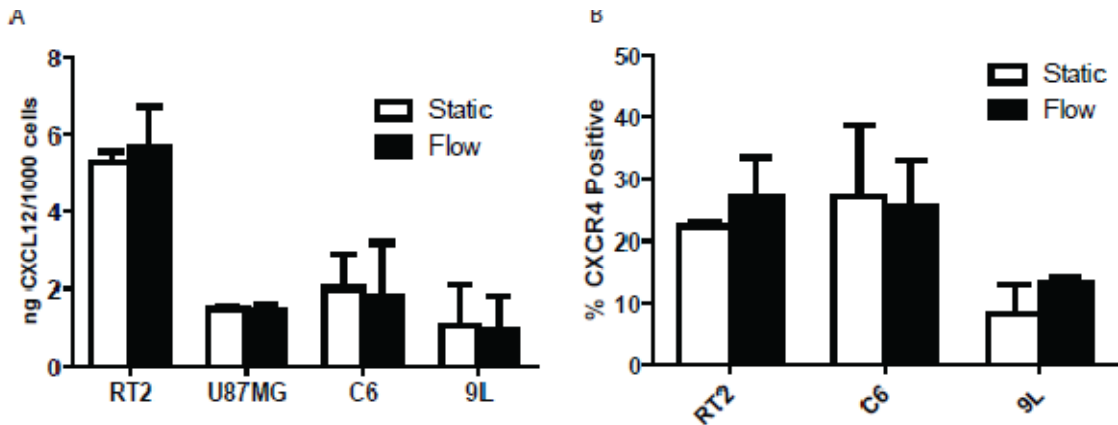 A
8
6
4
2
0
ng CXCL12/1000 cells
Static
Flow
RT2 U87MG C6 9L
B
50
40
30
20
10
0
% CXCR4 Positive
Static
Flow
RT2 C6 9L